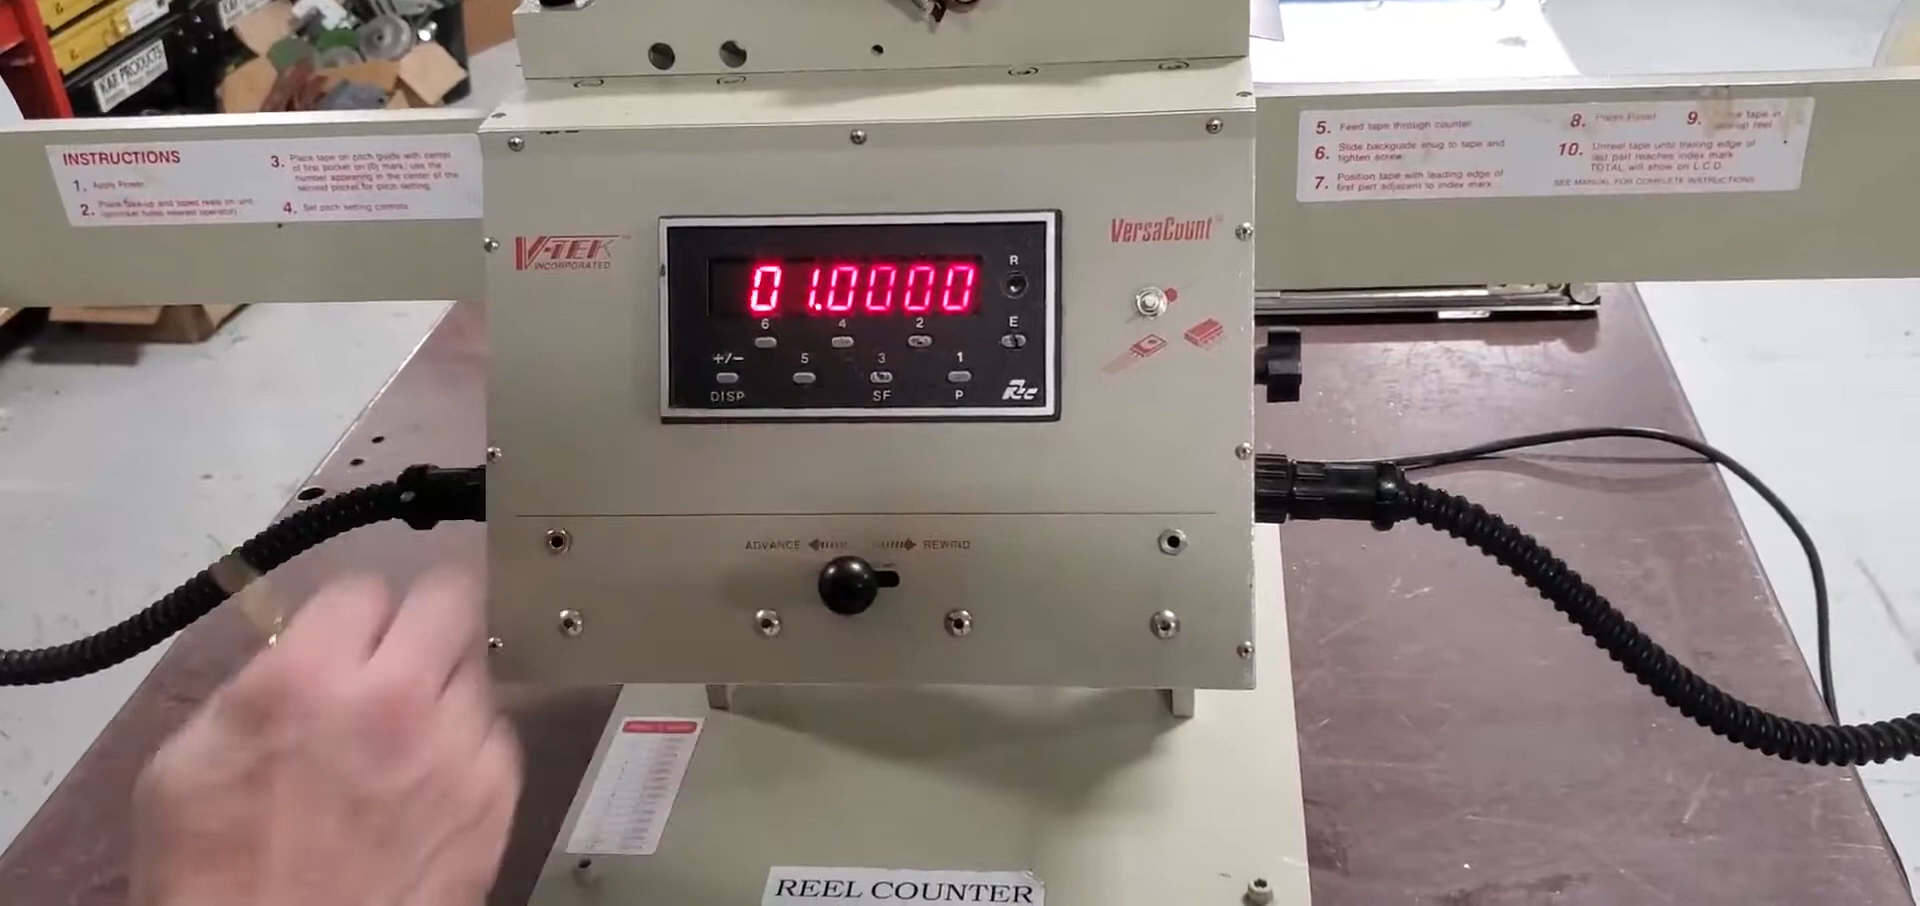 KAR PRODUCTS
INSTRUCTIONS
1. Apply Power
2. Place take-up and taped reels on unit
3. Place tape on pitch guide with center
of first pocket on (0) mark; use the
number appearing in the center of the
second pocket for pitch setting.
4. Set pitch setting controls
5. Feed tape through counter
6. Slide backguide snug to tape and
tighten screw
7. Position tape with leading edge of
first part adjacent to index mark
8. Press Reset
9. tape in
reel
10. Unreel tape until trailing edge of
last part reaches index mark
TOTAL will show on L.C.D.
SEE MANUAL FOR COMPLETE INSTRUCTIONS
V-TEK
INCORPORATED
VersaCount™
01.0000
R
6 4 2 E
+/- 5 3 1
DISP SF P
ADVANCE REWIND
REEL COUNTER